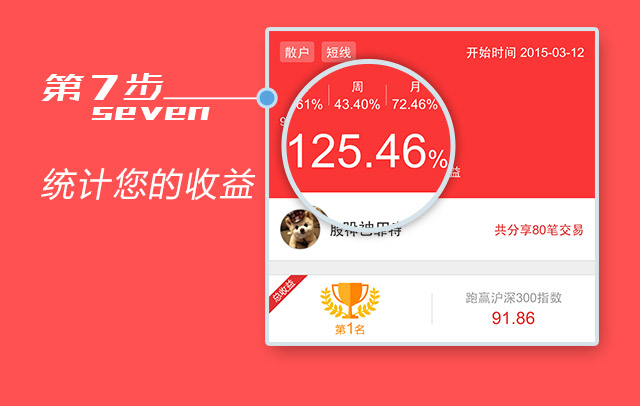 第7步
seven
统计您的收益
散户 短线
开始时间 2015-03-12
周 月
61% 43.40% 72.46%
125.46%
益
共分享80笔交易
总收益
第1名
跑赢沪深300指数
91.86